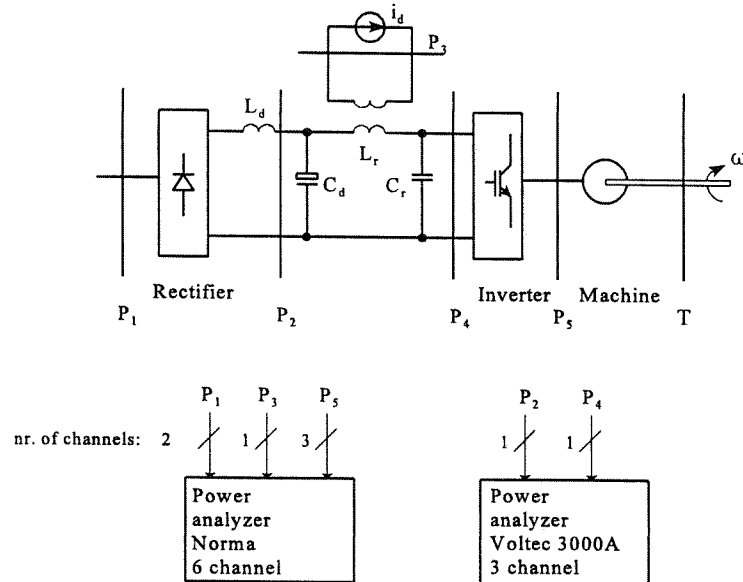 i_d
P_3
L_d
L_r
C_d
C_r
ω
Rectifier
Inverter
Machine
P_1
P_2
P_4
P_5
T
P_1
P_3
P_5
P_2
P_4
nr. of channels:
2
1
3
1
1
Power
analyzer
Norma
6 channel
Power
analyzer
Voltec 3000A
3 channel